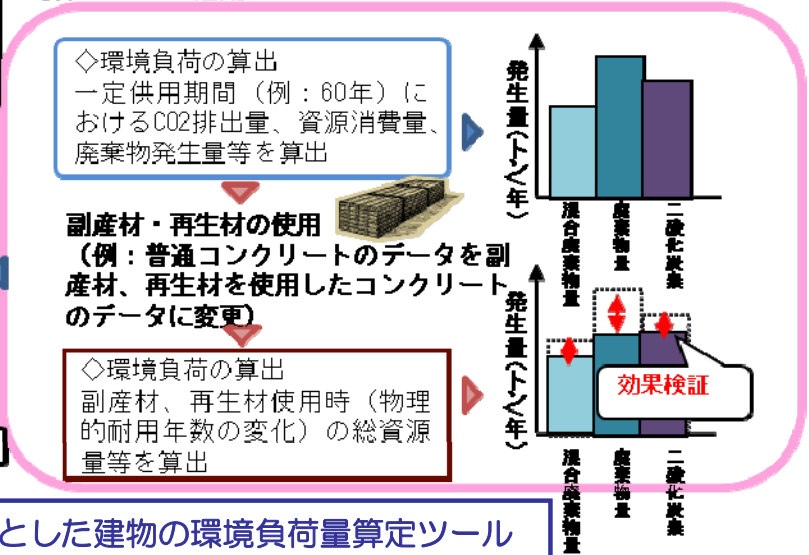 ◇環境負荷の算出
一定供用期間（例：60年）に
おけるCO2排出量、資源消費量、
廃棄物発生量等を算出
発生量(トン/年)
混合廃棄物量
廃棄物量
二酸化炭素
副産材・再生材の使用
（例：普通コンクリートのデータを副
産材、再生材を使用したコンクリート
のデータに変更）
◇環境負荷の算出
副産材、再生材使用時（物理
的耐用年数の変化）の総資源
量等を算出
発生量(トン/年)
効果検証
混合廃棄物量
廃棄物量
二酸化炭素
とした建物の環境負荷量算定ツール